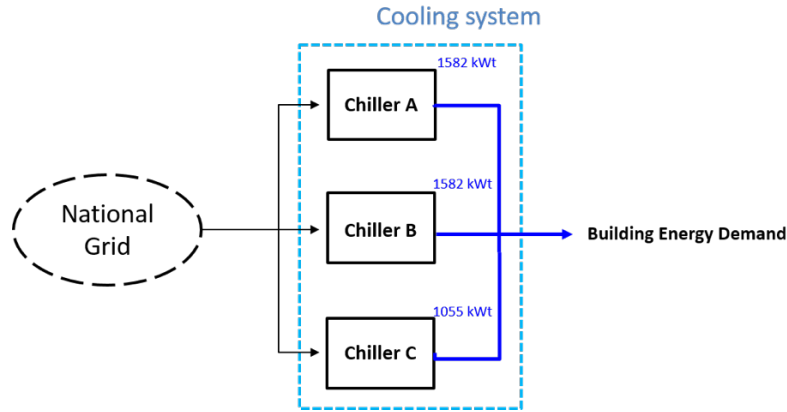 Cooling system
1582 kWt
Chiller A
1582 kWt
National
Grid
Chiller B
Building Energy Demand
1055 kWt
Chiller C